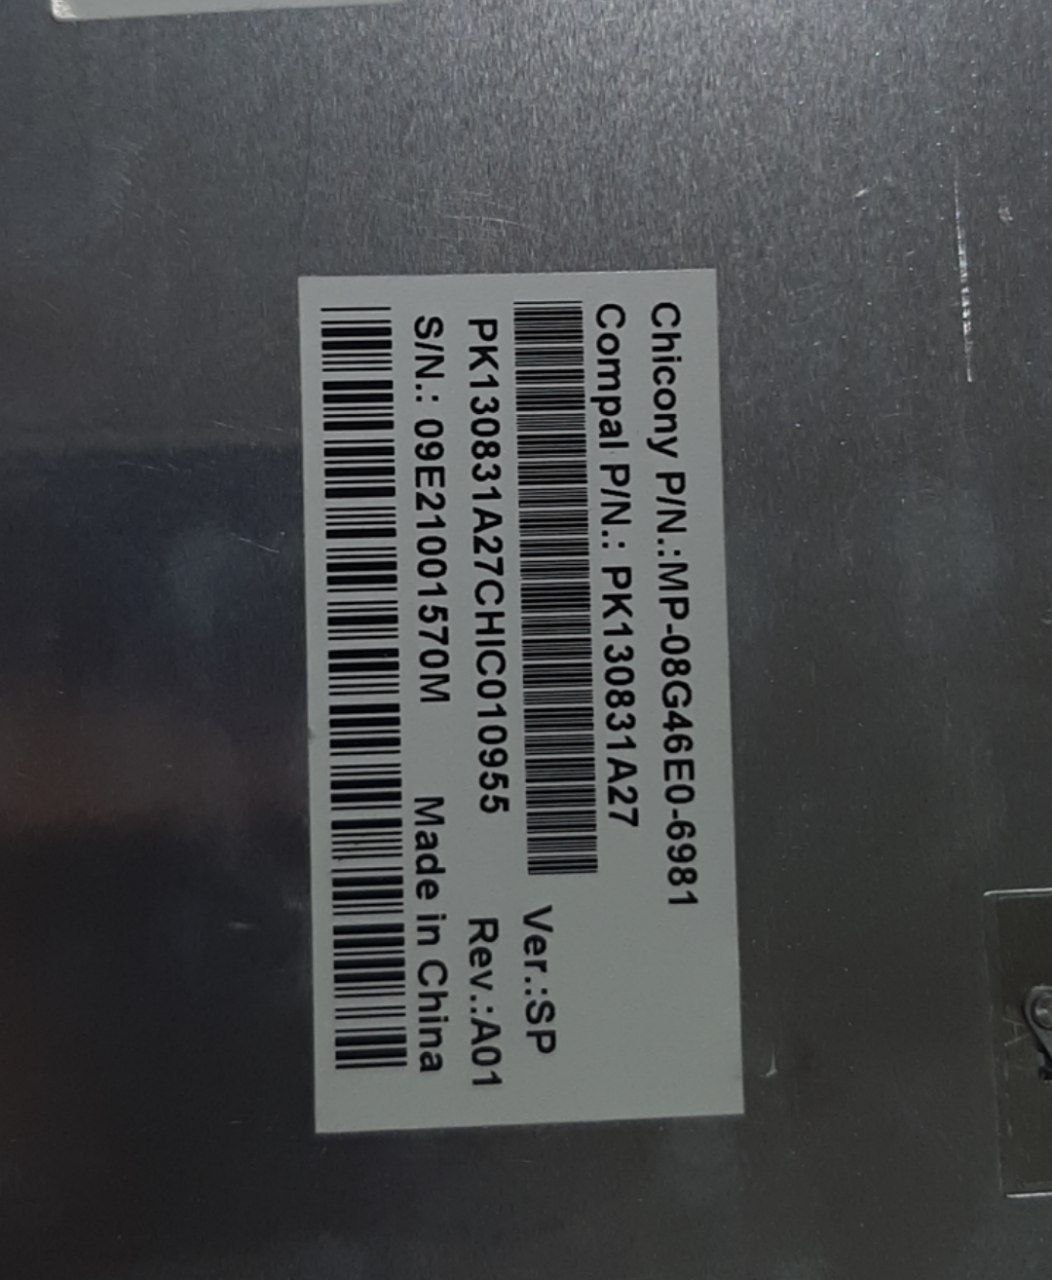 Chicony P/N.:MP-08G46E0-6981
Compal P/N.: PK130831A27
Ver.:SP
PK130831A27CHIC010955 Rev.:A01
S/N.: 09E21001570M Made in China